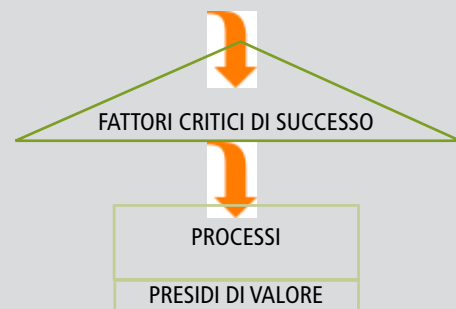 FATTORI CRITICI DI SUCCESSO
PROCESSI
PRESIDI DI VALORE